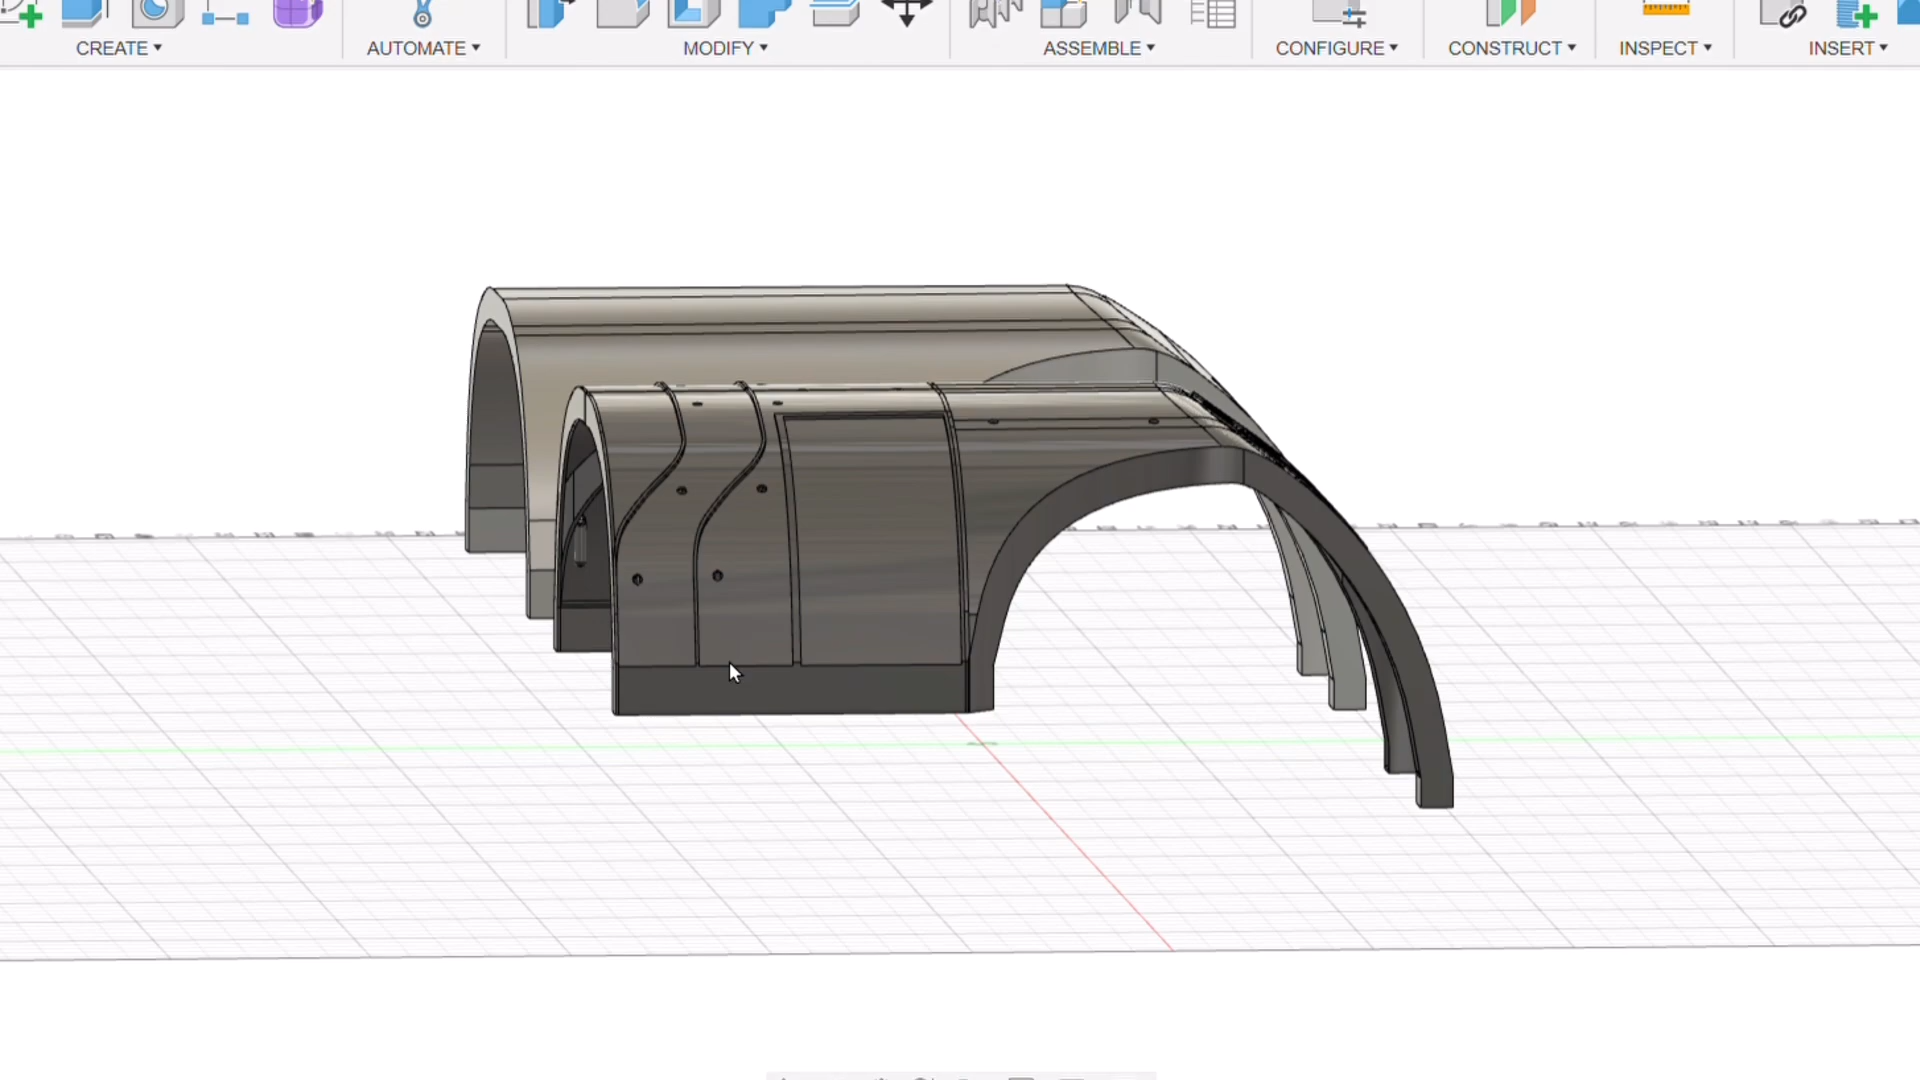 CREATE▾ AUTOMATE▾ MODIFY▾ ASSEMBLE▾ CONFIGURE▾ CONSTRUCT▾ INSPECT▾ INSERT▾